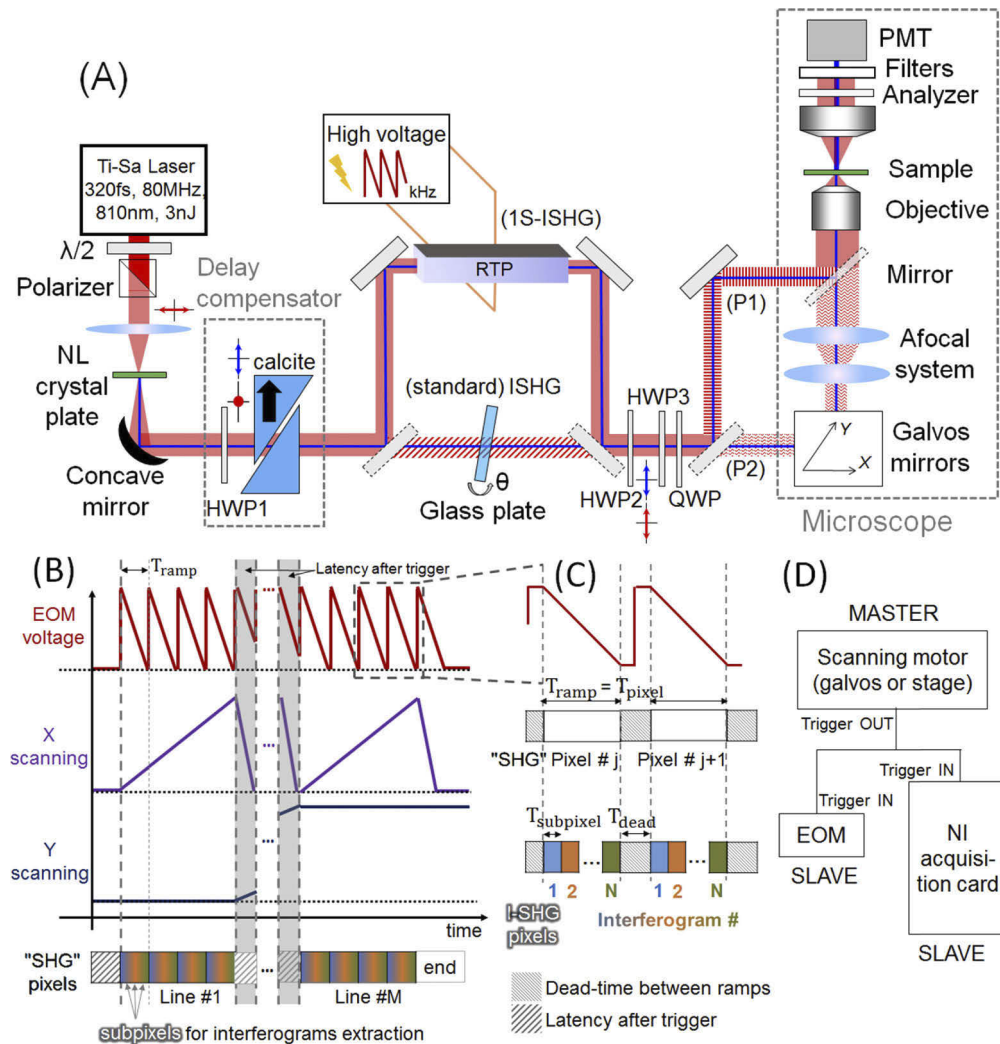 (A)
Ti-Sa Laser
320fs, 80MHz,
810nm, 3nJ
λ/2
Polarizer
NL
crystal
plate
Concave
mirror
Delay
compensator
calcite
HWP1
High voltage
kHz
(1S-ISHG)
RTP
(standard) ISHG
θ
Glass plate
HWP3
HWP2
QWP
(P1)
(P2)
PMT
Filters
Analyzer
Sample
Objective
Mirror
Afocal
system
Y
X
Galvos
mirrors
Microscope
(B)
Tramp
Latency after trigger
EOM
voltage
...
X
scanning
...
Y
scanning
...
time
"SHG"
pixels
...
end
Line #1
Line #M
subpixels for interferograms extraction
(C)
Tramp = Tpixel
"SHG"
Pixel # j
Pixel # j+1
Tsubpixel
Tdead
...
...
1 2 N 1 2 N
I-SHG
pixels
Interferogram #
Dead-time between ramps
Latency after trigger
(D)
MASTER
Scanning motor
(galvos or stage)
Trigger OUT
Trigger IN
Trigger IN
EOM
SLAVE
NI
acquisi-
tion card
SLAVE